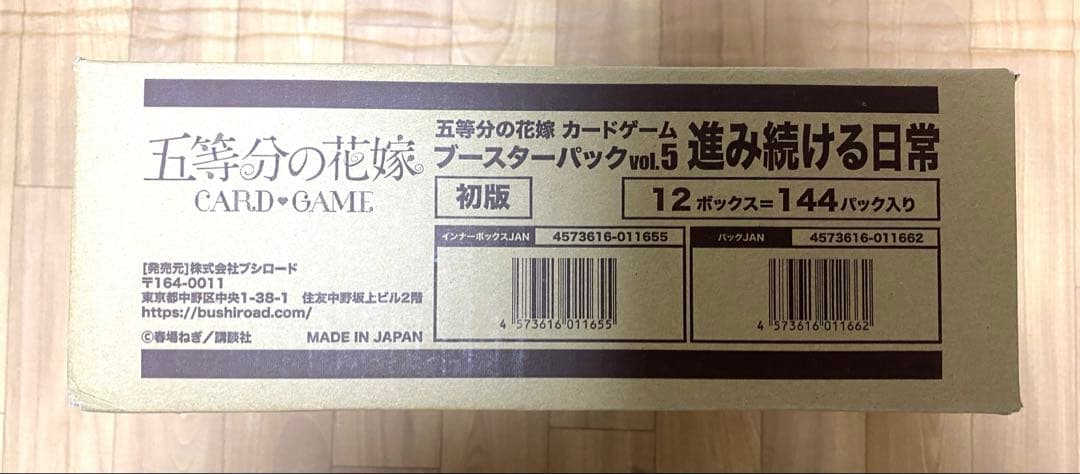 五等分の花嫁
CARD♥GAME
五等分の花嫁 カードゲーム
ブースターパックvol.5 進み続ける日常
初版
12ボックス=144パック入り
インナーボックスJAN 4573616-011655
4 573616 011655
パックJAN 4573616-011662
4 573616 011662
[発売元]株式会社ブシロード
〒164-0011
東京都中野区中央1-38-1 住友中野坂上ビル2階
https://bushiroad.com/
©春場ねぎ/講談社 MADE IN JAPAN